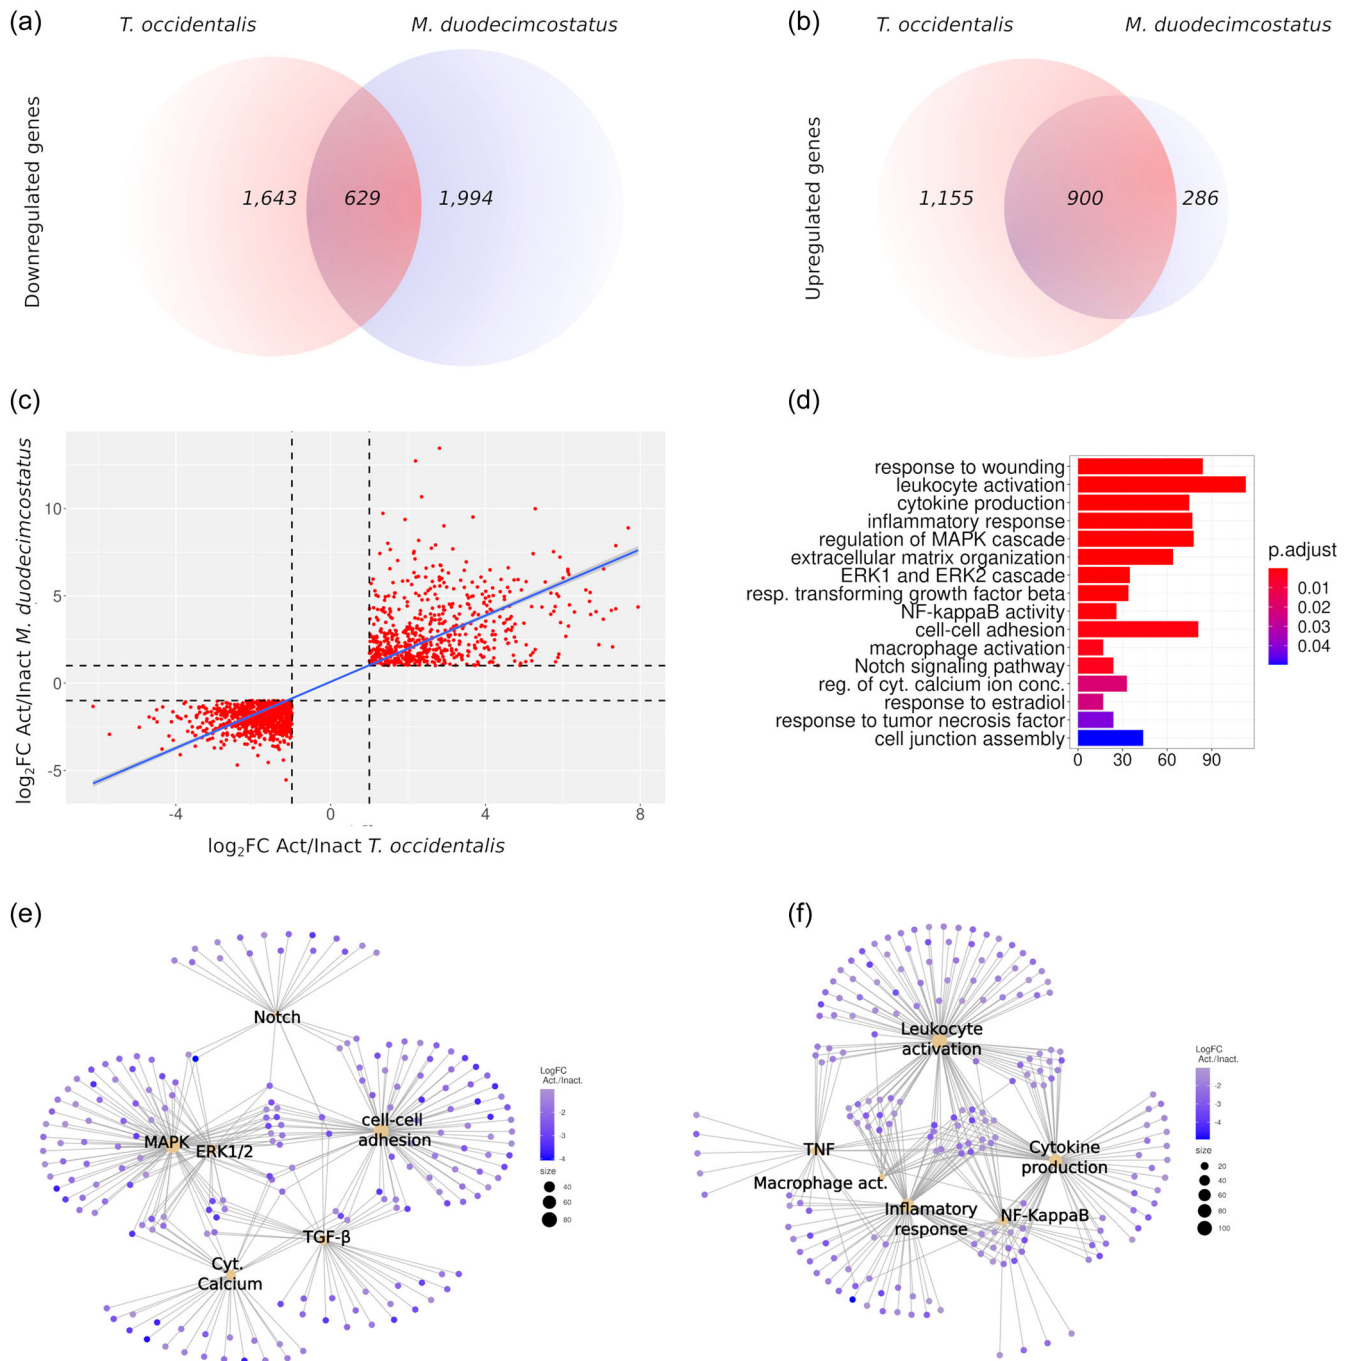 (a)
T. occidentalis
M. duodecimcostatus
Downregulated genes
1,643
629
1,994
(b)
T. occidentalis
M. duodecimcostatus
Upregulated genes
1,155
900
286
(c)
log2FC Act/Inact M. duodecimcostatus
10
5
0
-5
-4
0
4
8
log2FC Act/Inact T. occidentalis
(d)
response to wounding
leukocyte activation
cytokine production
inflammatory response
regulation of MAPK cascade
extracellular matrix organization
ERK1 and ERK2 cascade
resp. transforming growth factor beta
NF-kappaB activity
cell-cell adhesion
macrophage activation
Notch signaling pathway
reg. of cyt. calcium ion conc.
response to estradiol
response to tumor necrosis factor
cell junction assembly
0
30
60
90
p.adjust
0.01
0.02
0.03
0.04
(e)
Notch
MAPK
ERK1/2
cell-cell
adhesion
TGF-β
Cyt.
Calcium
LogFC
Act./Inact.
-2
-3
-4
size
40
60
80
(f)
Leukocyte
activation
TNF
Macrophage act.
Inflamatory
response
Cytokine
production
NF-KappaB
LogFC
Act./Inact.
-2
-3
-4
size
20
40
60
80
100